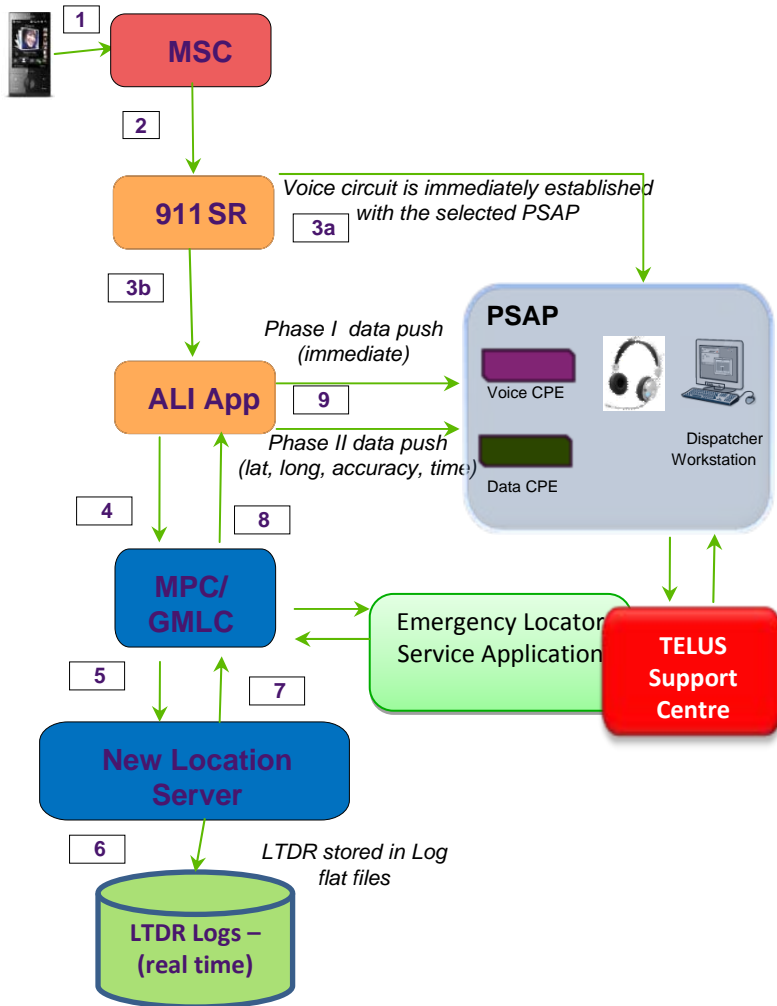 1
MSC
2
911 SR
Voice circuit is immediately established
with the selected PSAP
3a
3b
Phase I data push
(immediate)
PSAP
Voice CPE
ALI App
9
Phase II data push
(lat, long, accuracy, time)
Dispatcher
Workstation
Data CPE
4
8
MPC/
GMLC
Emergency Locator
Service Application
TELUS
Support
Centre
5
7
New Location
Server
6
LTDR stored in Log
flat files
LTDR Logs –
(real time)